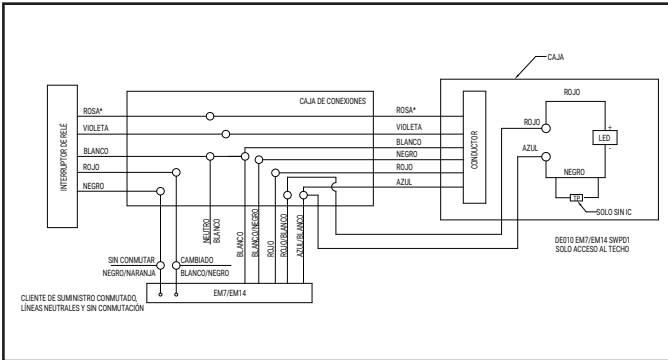 CAJA
CAJA DE CONEXIONES
ROJO
ROSA*
ROSA*
ROJO
VIOLETA
VIOLETA
+
LED
-
INTERRUPTOR DE RELÉ
BLANCO
BLANCO
NEGRO
CONDUCTOR
AZUL
ROJO
ROJO
NEGRO
NEGRO
AZUL
TP
SOLO SIN IC
NEUTRO
BLANCO
BLANCO
BLANCO/NEGRO
ROJO
ROJO/BLANCO
AZUL/BLANCO
DE010 EM7/EM14 SWPD1
SOLO ACCESO AL TECHO
SIN CONMUTAR
CAMBIADO
NEGRO/NARANJA
BLANCO/NEGRO
EM7/EM14
CLIENTE DE SUMINISTRO CONMUTADO,
LÍNEAS NEUTRALES Y SIN CONMUTACIÓN